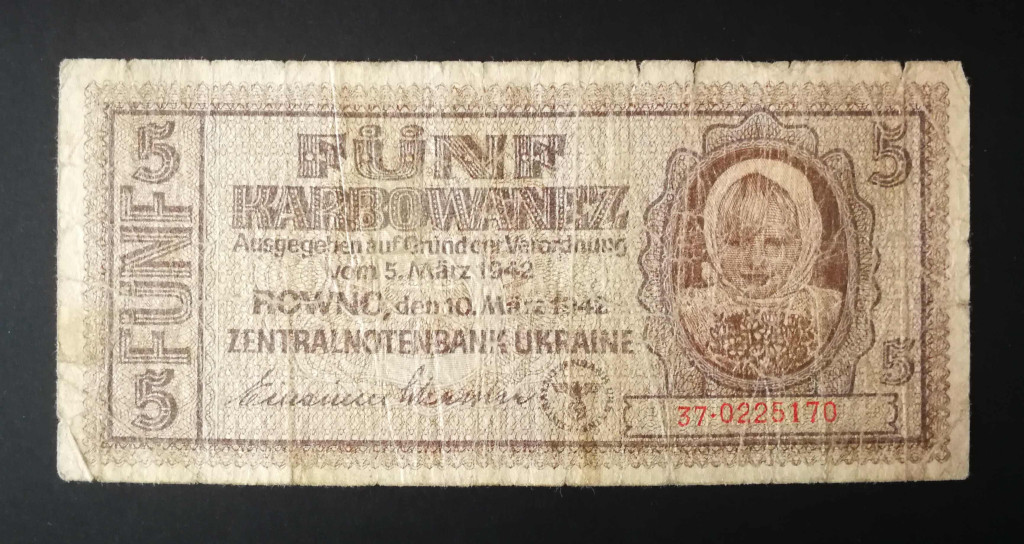 5
FÜNF
5
FÜNF
KARBOWANEZ
Ausgegeben auf Grund der Verordnung
vom 5. März 1942
ROWNO, den 10. März 1942
ZENTRALNOTENBANK UKRAINE
5
5
37·0225170